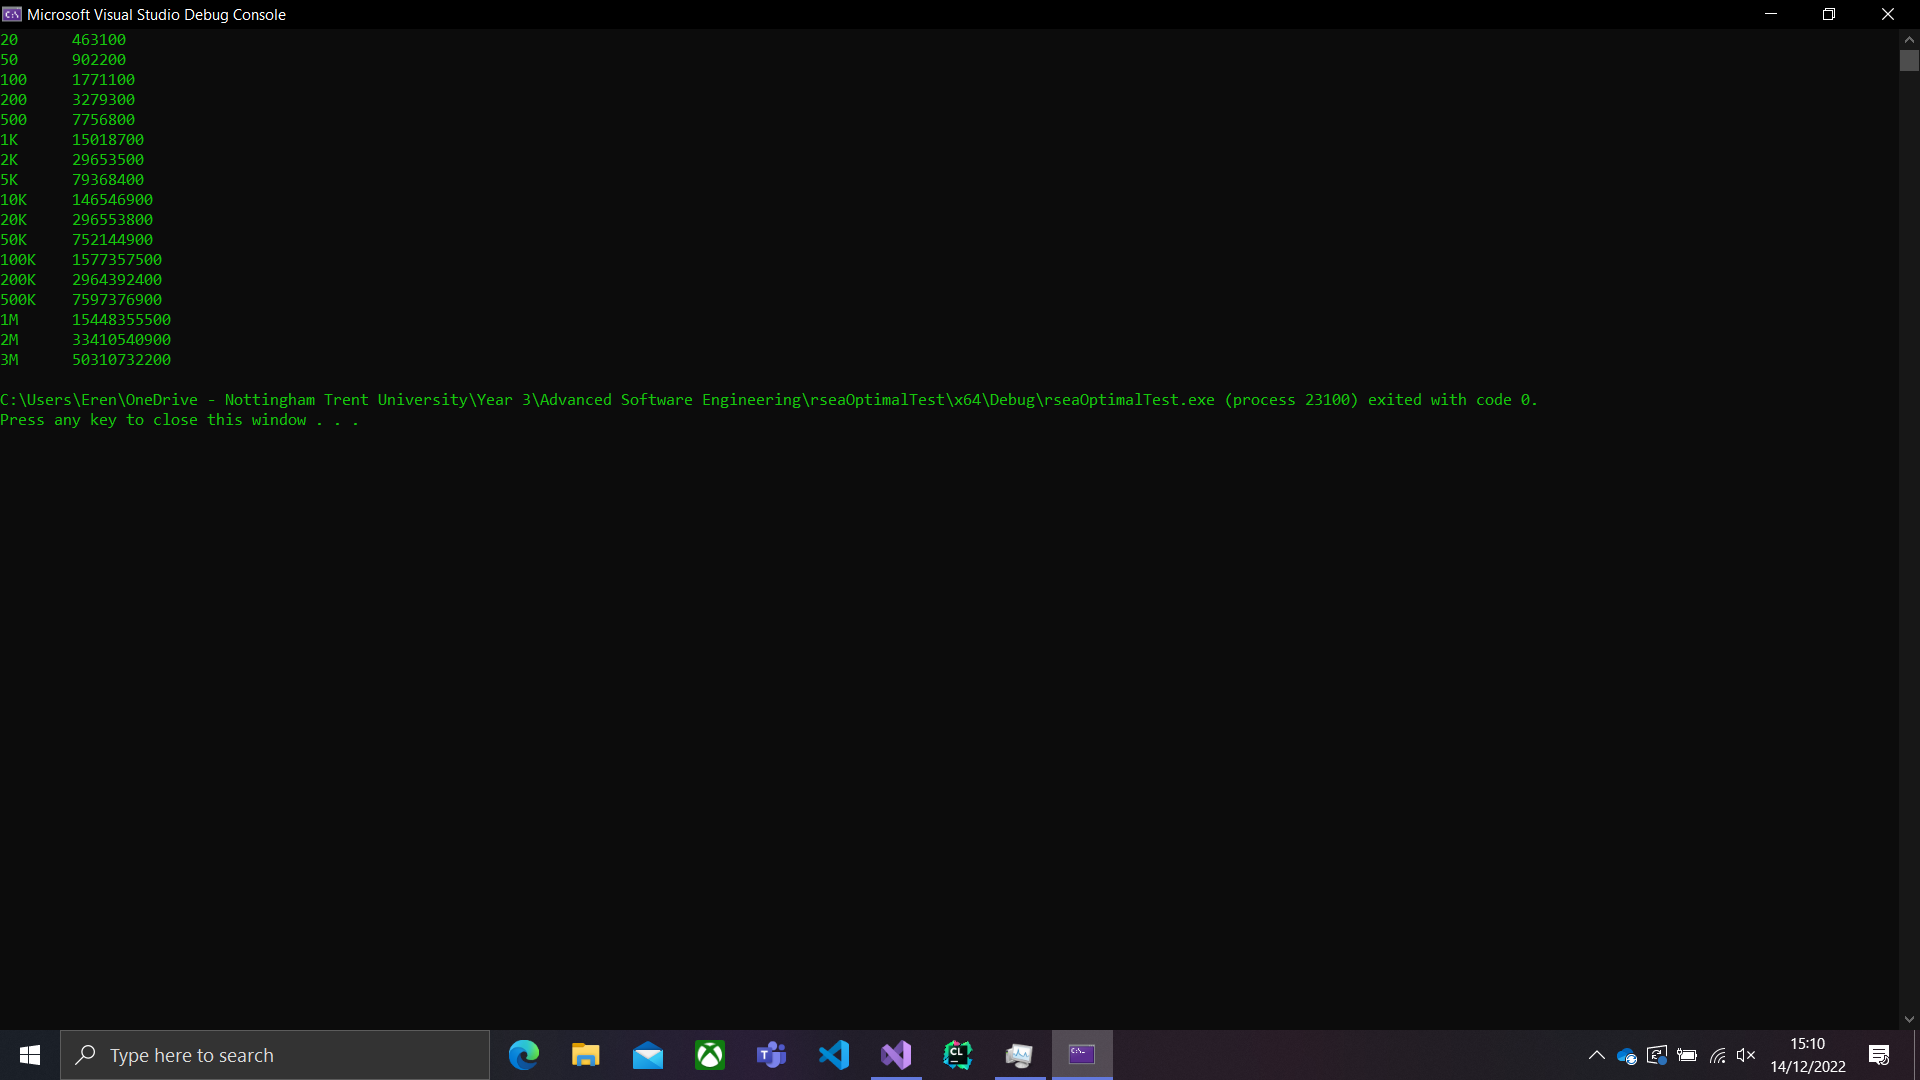 Microsoft Visual Studio Debug Console
20 463100
50 902200
100 1771100
200 3279300
500 7756800
1K 15018700
2K 29653500
5K 79368400
10K 146546900
20K 296553800
50K 752144900
100K 1577357500
200K 2964392400
500K 7597376900
1M 15448355500
2M 33410540900
3M 50310732200
C:\Users\Eren\OneDrive - Nottingham Trent University\Year 3\Advanced Software Engineering\rseaOptimalTest\x64\Debug\rseaOptimalTest.exe (process 23100) exited with code 0.
Press any key to close this window . . .
Type here to search
15:10
14/12/2022